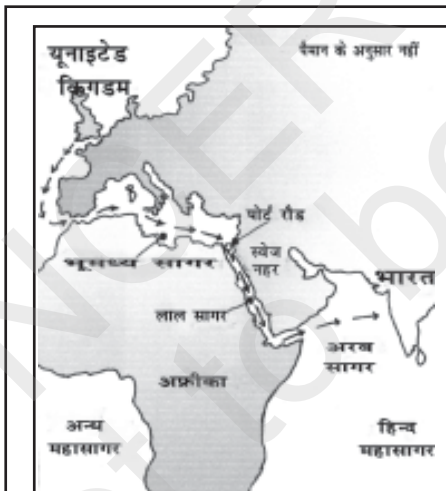 यूनाइटेड
किंगडम
पैमाने के अनुसार नहीं
पोर्ट सैड
स्वेज
नहर
भूमध्य सागर
भारत
लाल सागर
अरब
सागर
अफ्रीका
अन्ध
महासागर
हिन्द
महासागर